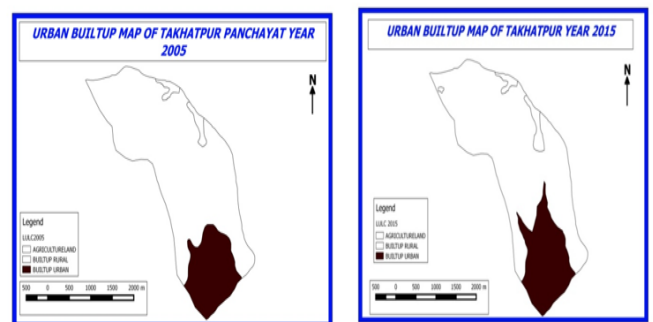 URBAN BUILTUP MAP OF TAKHATPUR PANCHAYAT YEAR
2005
N
Legend
LULC2005
AGRICULTURELAND
BUILTUP RURAL
BUILTUP URBAN
500 0 500 1000 1500 2000 m
URBAN BUILTUP MAP OF TAKHATPUR YEAR 2015
N
Legend
LULC 2015
AGRICULTURELAND
BUILTUP RURAL
BUILTUP URBAN
500 0 500 1000 1500 2000 m